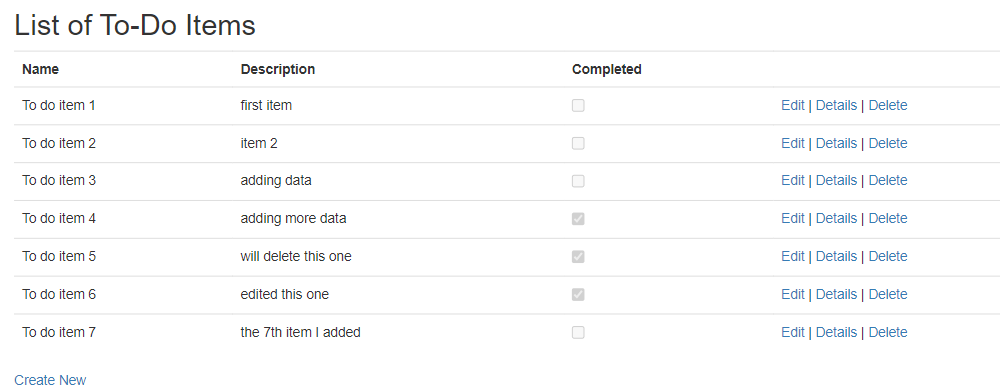 List of To-Do Items
Name Description Completed
To do item 1 first item Edit | Details | Delete
To do item 2 item 2 Edit | Details | Delete
To do item 3 adding data Edit | Details | Delete
To do item 4 adding more data Edit | Details | Delete
To do item 5 will delete this one Edit | Details | Delete
To do item 6 edited this one Edit | Details | Delete
To do item 7 the 7th item I added Edit | Details | Delete
Create New